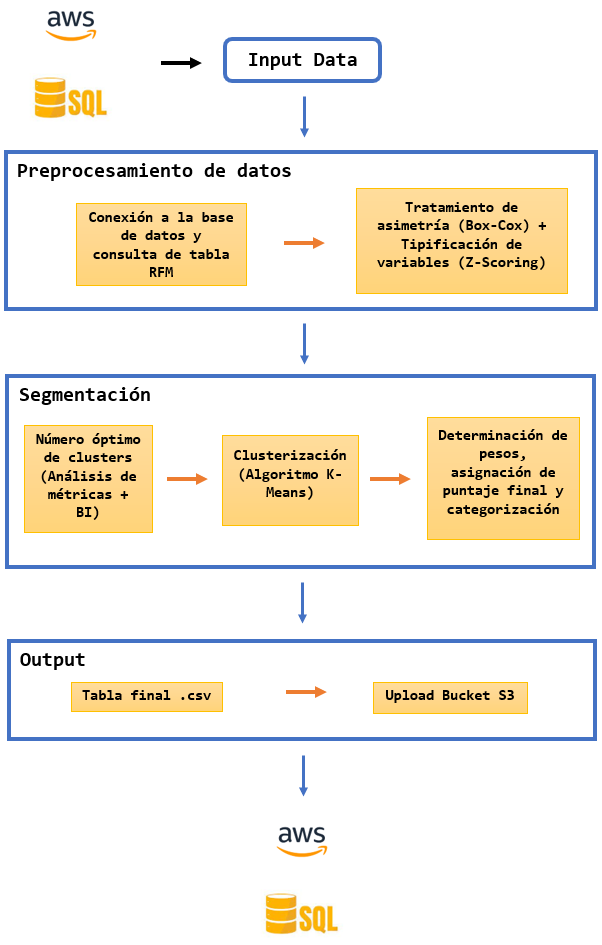 aws
SQL
Input Data
Preprocesamiento de datos
Conexión a la base
de datos y
consulta de tabla
RFM
Tratamiento de
asimetría (Box-Cox) +
Tipificación de
variables (Z-Scoring)
Segmentación
Número óptimo
de clusters
(Análisis de
métricas +
BI)
Clusterización
(Algoritmo K-
Means)
Determinación de
pesos,
asignación de
puntaje final y
categorización
Output
Tabla final .csv
Upload Bucket S3
aws
SQL